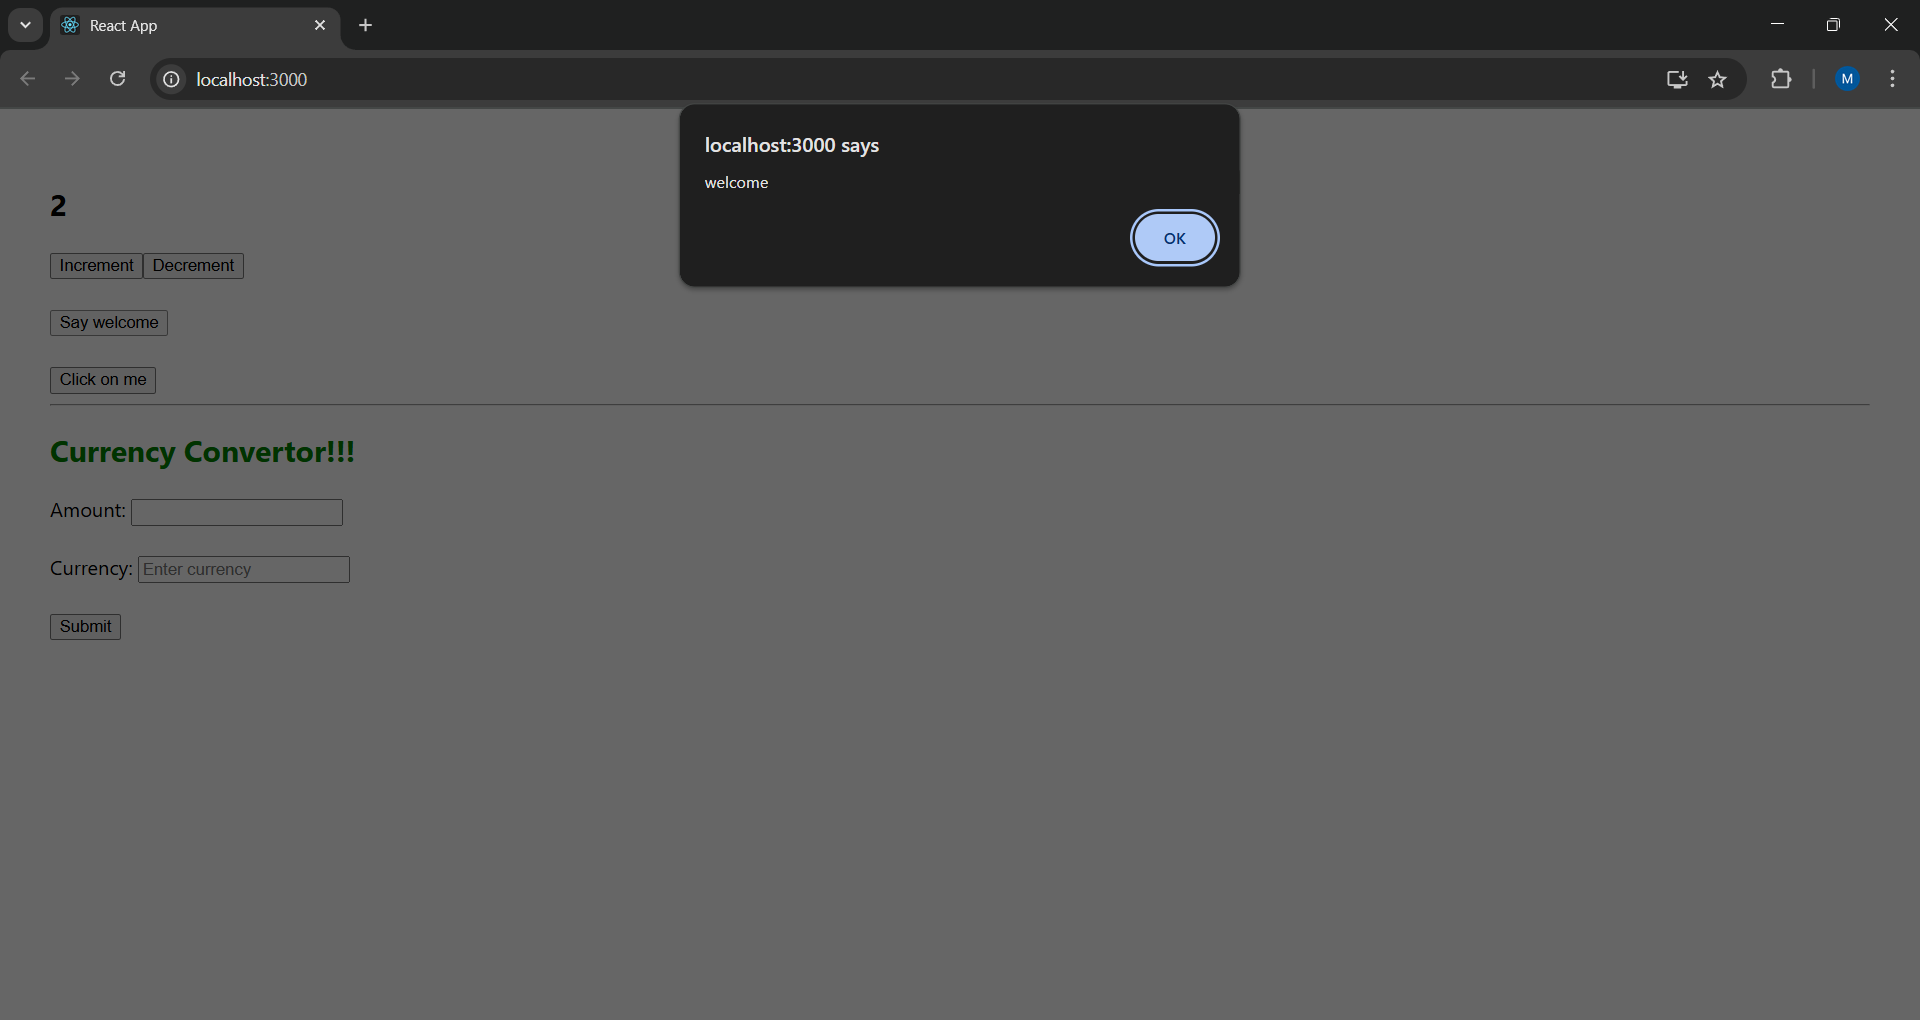 React App
localhost:3000
M
localhost:3000 says
welcome
OK
2
Increment Decrement
Say welcome
Click on me
Currency Convertor!!!
Amount:
Currency: Enter currency
Submit